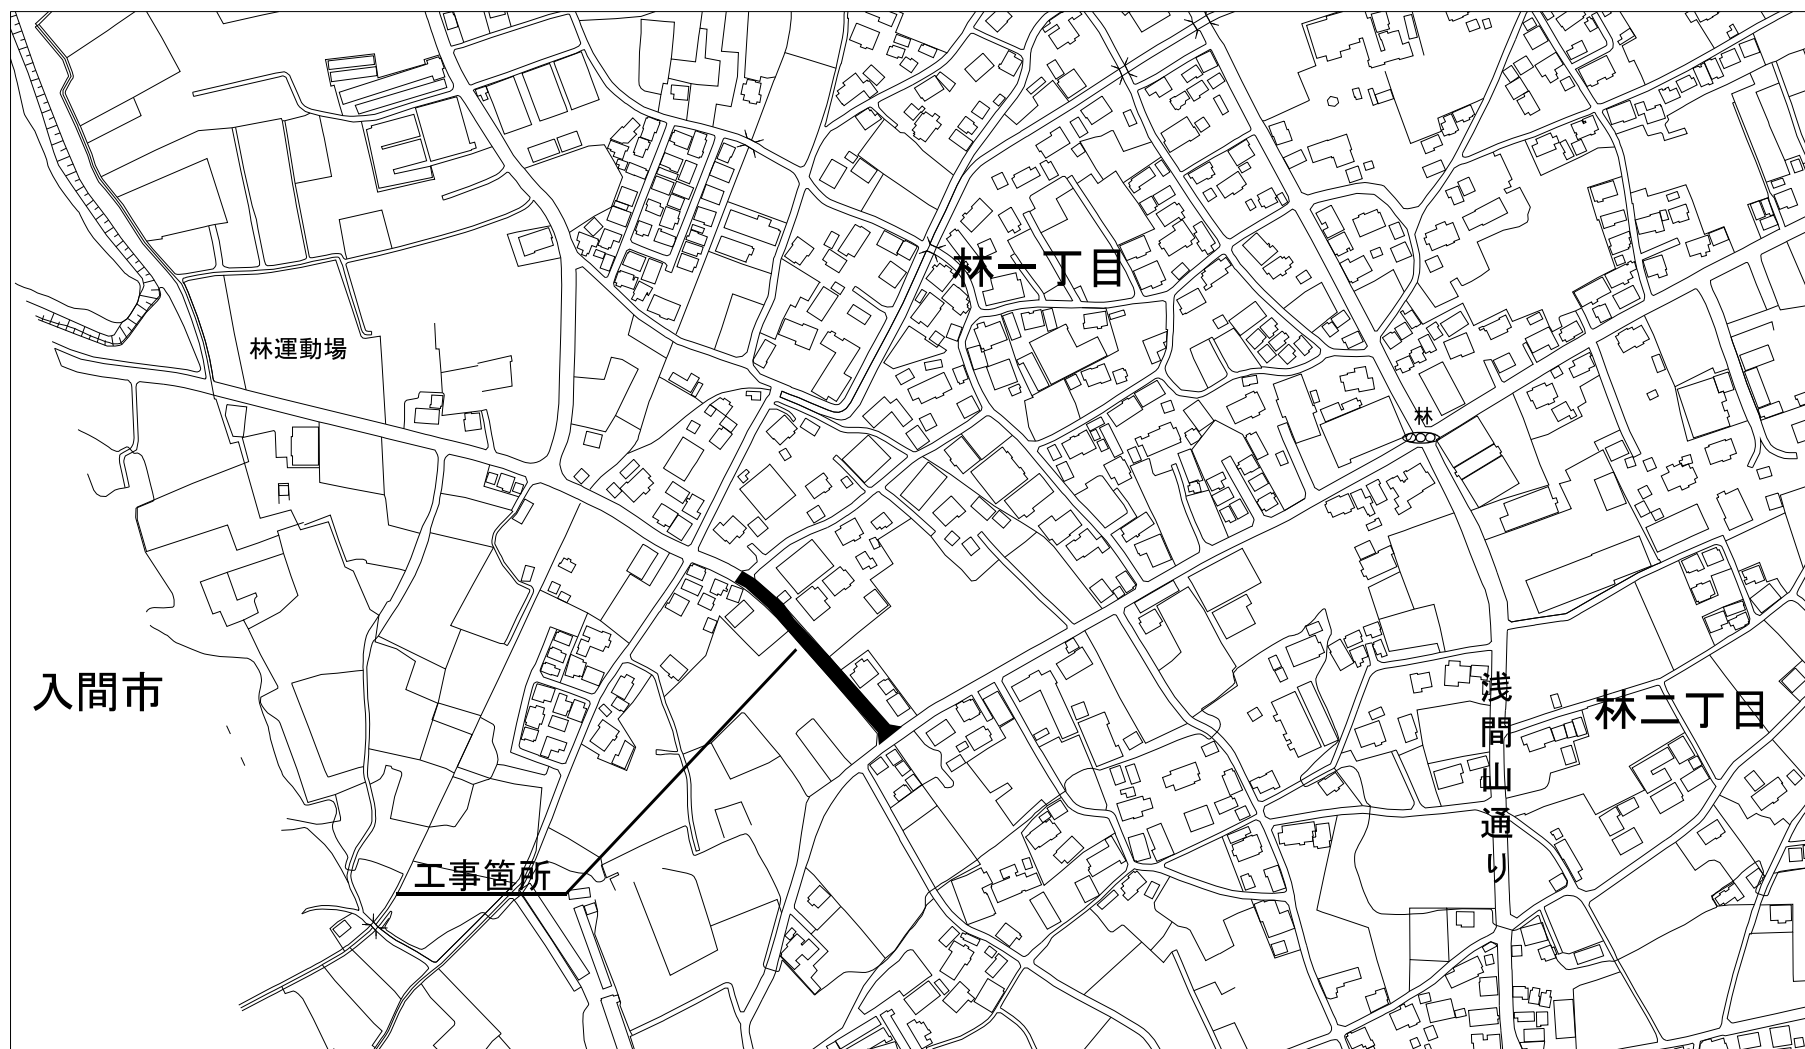 林一丁目
林運動場
林
入間市
林二丁目
浅間山通り
工事箇所